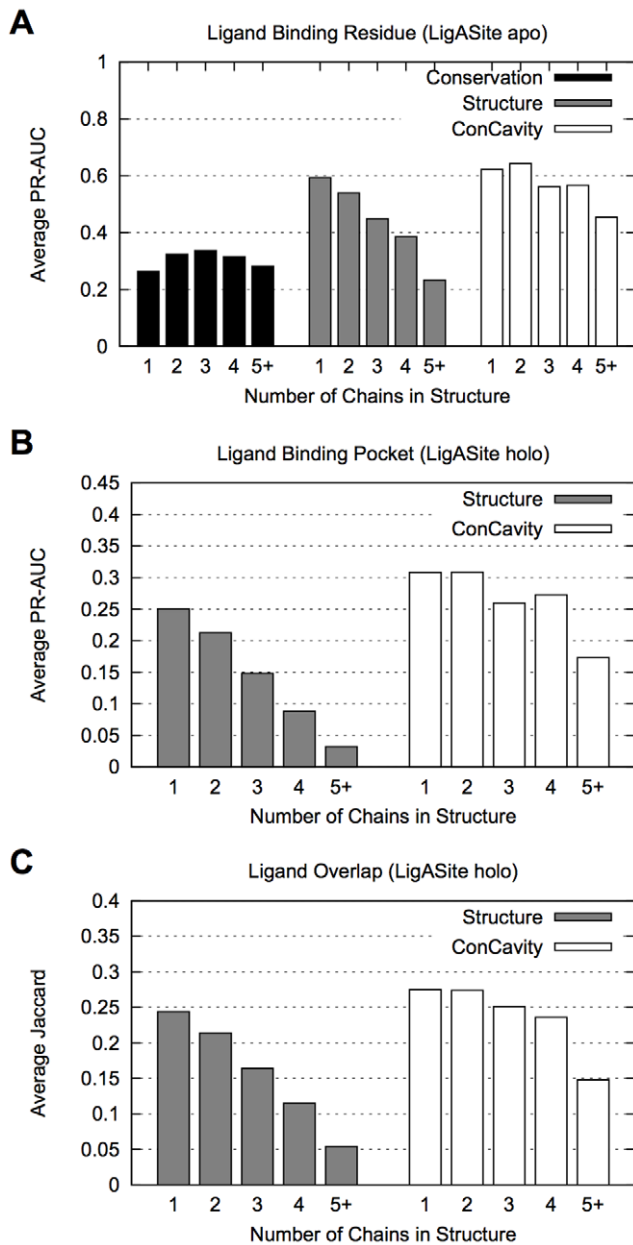 A
Ligand Binding Residue (LigASite apo)
Average PR-AUC
1
0.8
0.6
0.4
0.2
0
Conservation
Structure
ConCavity
1 2 3 4 5+ 1 2 3 4 5+ 1 2 3 4 5+
Number of Chains in Structure
B
Ligand Binding Pocket (LigASite holo)
Average PR-AUC
0.45
0.4
0.35
0.3
0.25
0.2
0.15
0.1
0.05
0
Structure
ConCavity
1 2 3 4 5+ 1 2 3 4 5+
Number of Chains in Structure
C
Ligand Overlap (LigASite holo)
Average Jaccard
0.4
0.35
0.3
0.25
0.2
0.15
0.1
0.05
0
Structure
ConCavity
1 2 3 4 5+ 1 2 3 4 5+
Number of Chains in Structure